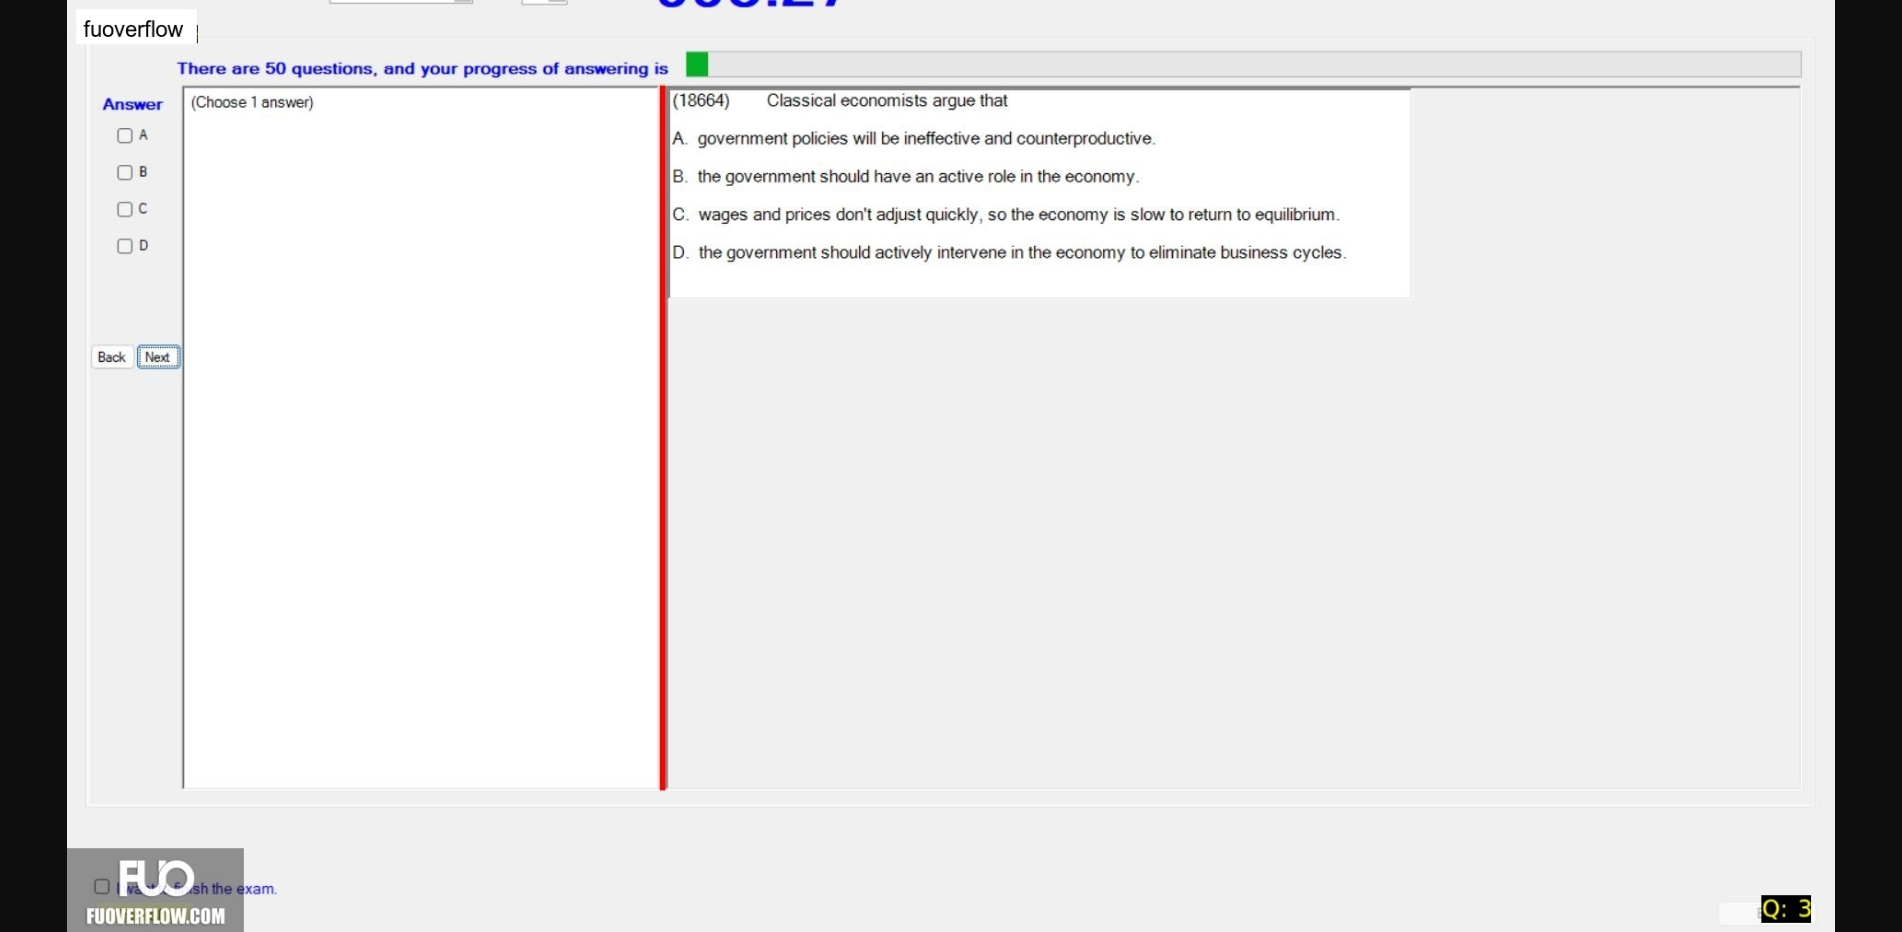 fuoverflow
There are 50 questions, and your progress of answering is
Answer
(Choose 1 answer)
A
B
C
D
Back Next
(18664) Classical economists argue that
A. government policies will be ineffective and counterproductive.
B. the government should have an active role in the economy.
C. wages and prices don't adjust quickly, so the economy is slow to return to equilibrium.
D. the government should actively intervene in the economy to eliminate business cycles.
FUO
the exam.
FUOVERFLOW.COM
Q: 3